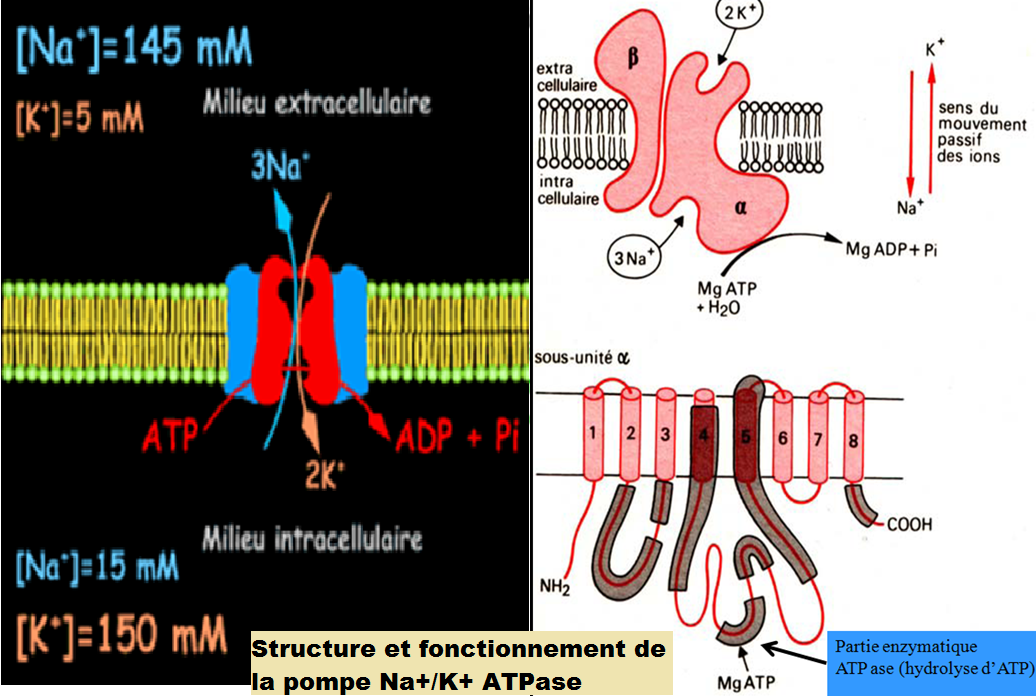 [Na⁺]=145 mM
[K⁺]=5 mM
Milieu extracellulaire
3Na⁺
ATP
ADP + Pi
2K⁺
Milieu intracellulaire
[Na⁺]=15 mM
[K⁺]=150 mM
2K⁺
β
extra
cellulaire
intra
cellulaire
α
3Na⁺
Mg ATP
+ H2O
Mg ADP + Pi
K⁺
sens du
mouvement
passif
des ions
Na⁺
sous-unité α
1 2 3 4 5 6 7 8
NH2
COOH
Mg ATP
Partie enzymatique
ATP ase (hydrolyse d’ATP)
Structure et fonctionnement de
la pompe Na+/K+ ATPase